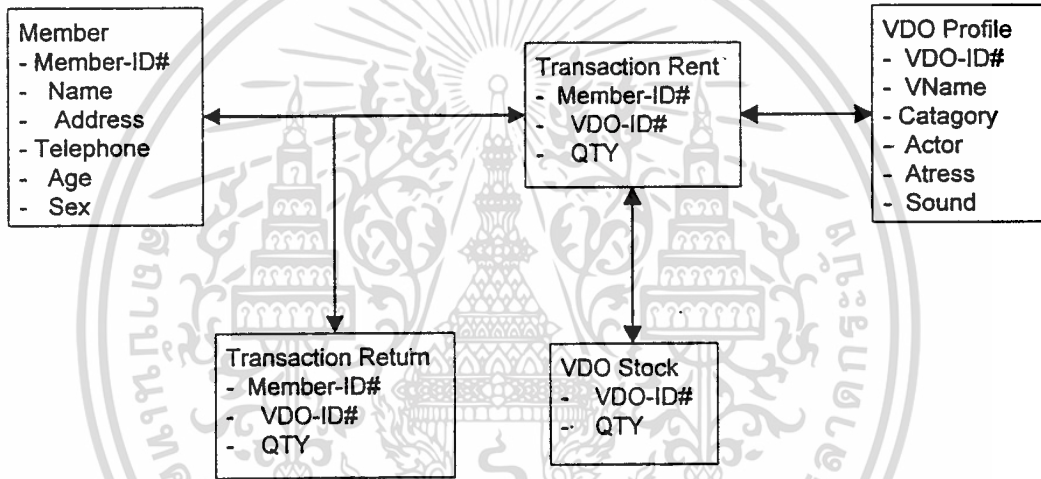 Member
- Member-ID#
- Name
- Address
- Telephone
- Age
- Sex
Transaction Rent
- Member-ID#
- VDO-ID#
- QTY
VDO Profile
- VDO-ID#
- VName
- Catagory
- Actor
- Atress
- Sound
Transaction Return
- Member-ID#
- VDO-ID#
- QTY
VDO Stock
- VDO-ID#
- QTY